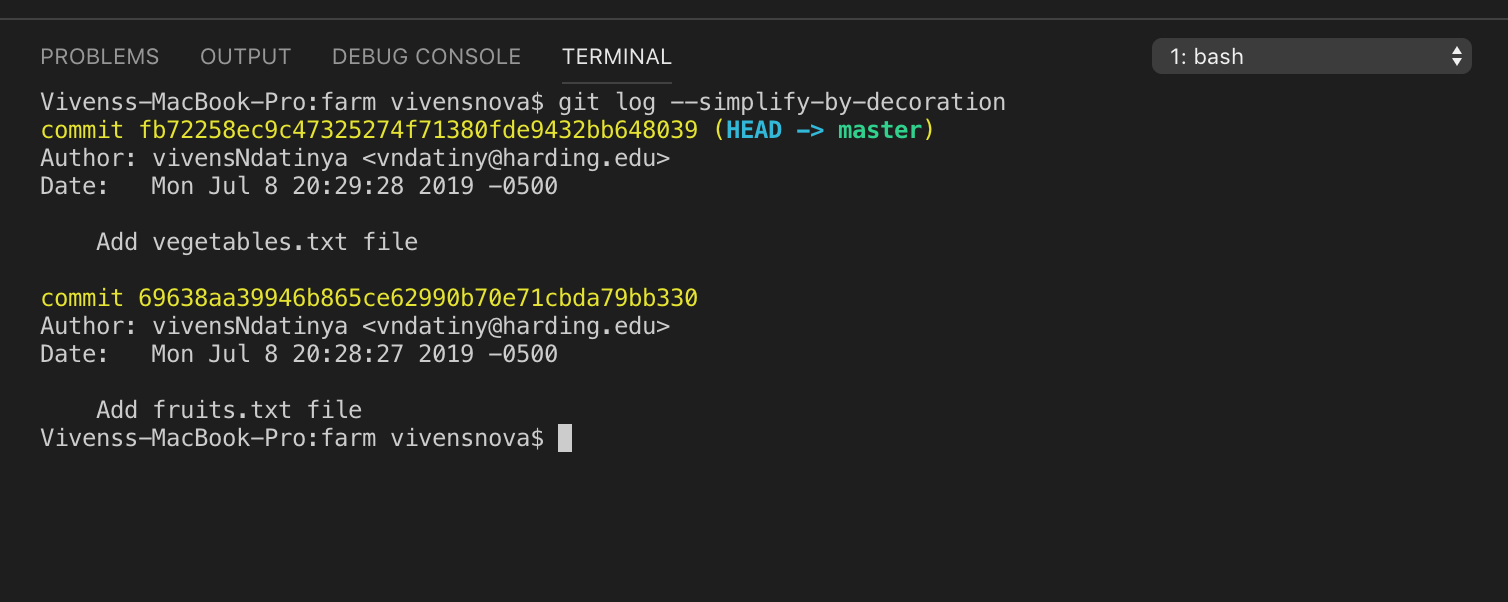 PROBLEMS OUTPUT DEBUG CONSOLE TERMINAL 1: bash
Vivenss-MacBook-Pro:farm vivensnova$ git log --simplify-by-decoration
commit fb72258ec9c47325274f71380fde9432bb648039 (HEAD -> master)
Author: vivensNdatinya <vndatiny@harding.edu>
Date:   Mon Jul 8 20:29:28 2019 -0500
    Add vegetables.txt file
commit 69638aa39946b865ce62990b70e71cbda79bb330
Author: vivensNdatinya <vndatiny@harding.edu>
Date:   Mon Jul 8 20:28:27 2019 -0500
    Add fruits.txt file
Vivenss-MacBook-Pro:farm vivensnova$